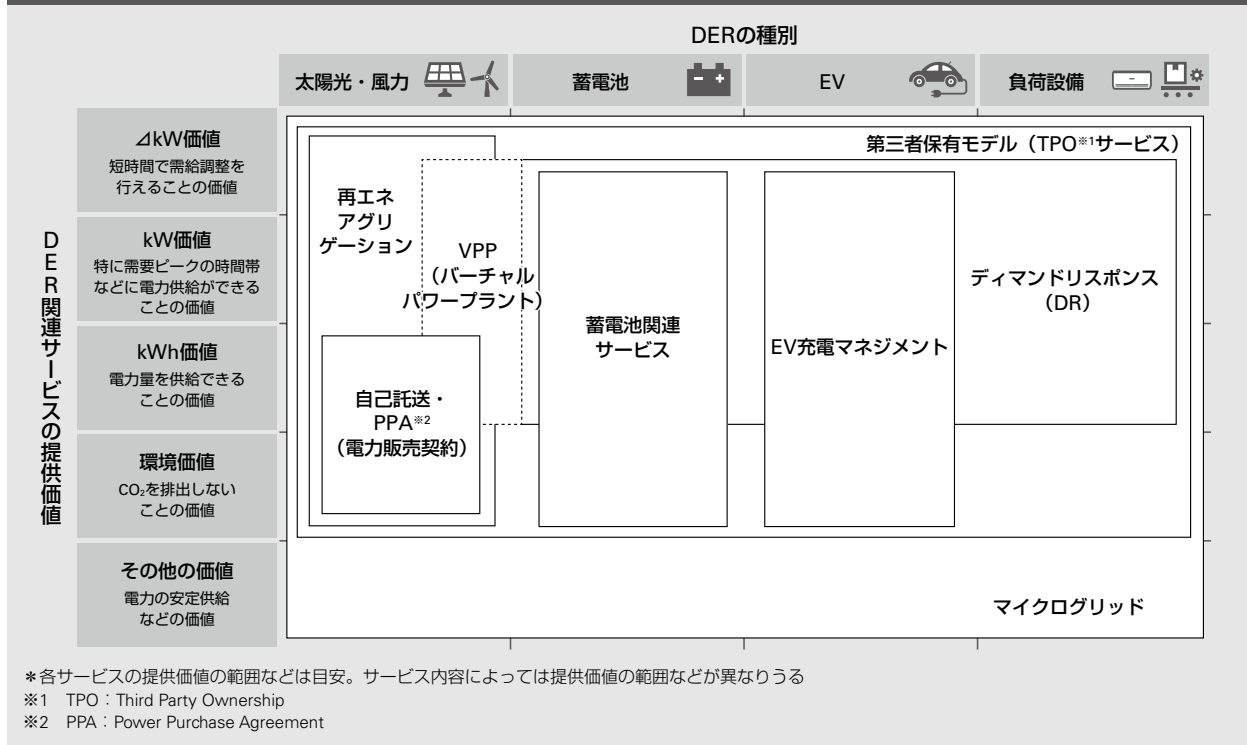 DERの種別
太陽光・風力
蓄電池
EV
負荷設備
DER関連サービスの提供価値
⊿kW価値
短時間で需給調整を
行えることの価値
kW価値
特に需要ピークの時間帯
などに電力供給ができる
ことの価値
kWh価値
電力量を供給できる
ことの価値
環境価値
CO₂を排出しない
ことの価値
その他の価値
電力の安定供給
などの価値
第三者保有モデル（TPO※1サービス）
再エネ
アグリ
ゲーション
VPP
（バーチャル
パワープラント）
自己託送・
PPA※2
（電力販売契約）
蓄電池関連
サービス
EV充電マネジメント
ディマンドリスポンス
（DR）
マイクログリッド
＊各サービスの提供価値の範囲などは目安。サービス内容によっては提供価値の範囲などが異なりうる
※1 TPO：Third Party Ownership
※2 PPA：Power Purchase Agreement